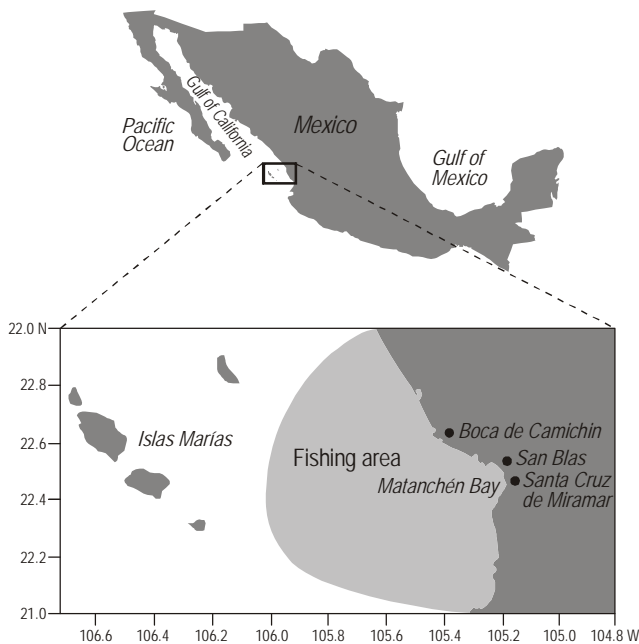 Gulf of California
Pacific
Ocean
Mexico
Gulf of
Mexico
22.0 N
22.8
22.6
22.4
22.2
21.0
Islas Marías
Fishing area
Boca de Camichin
San Blas
Matanchén Bay
Santa Cruz
de Miramar
106.6 106.4 106.2 106.0 105.8 105.6 105.4 105.2 105.0 104.8 W